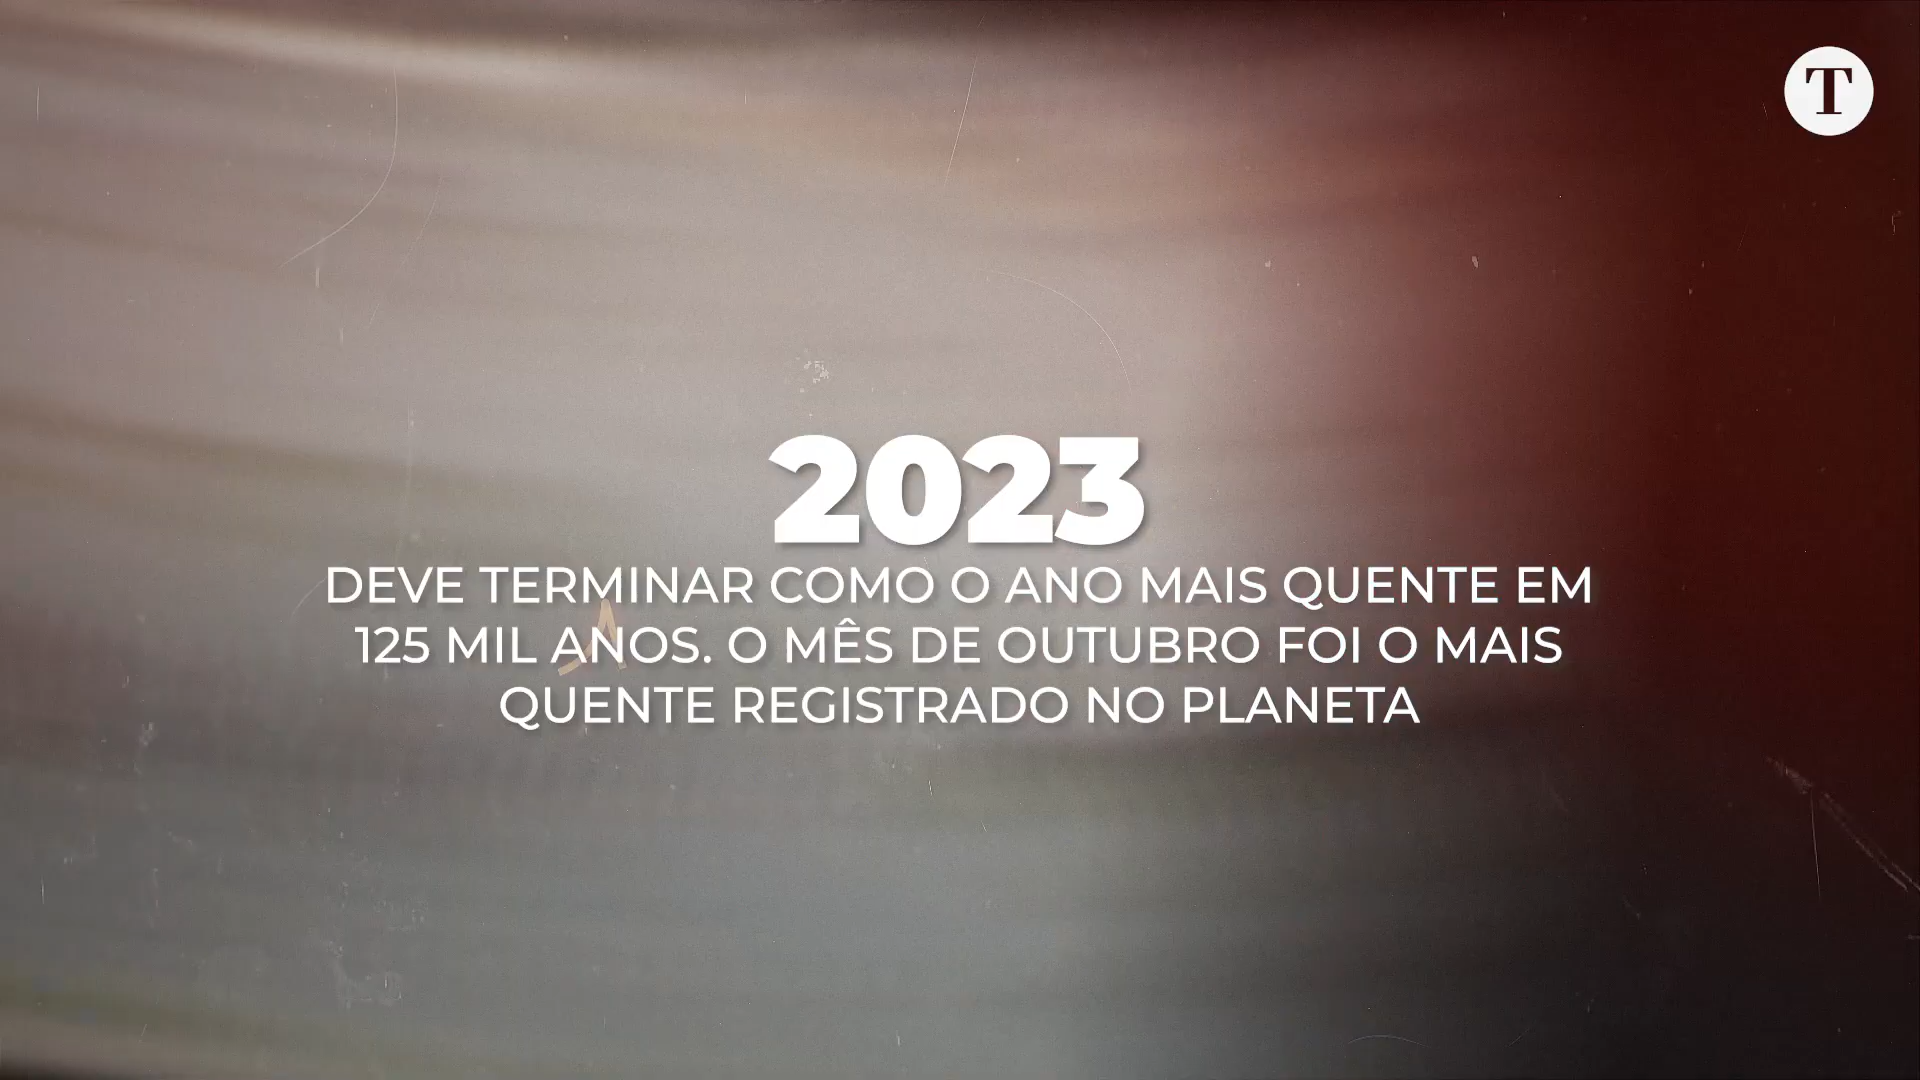 T
2023
DEVE TERMINAR COMO O ANO MAIS QUENTE EM
125 MIL ANOS. O MÊS DE OUTUBRO FOI O MAIS
QUENTE REGISTRADO NO PLANETA